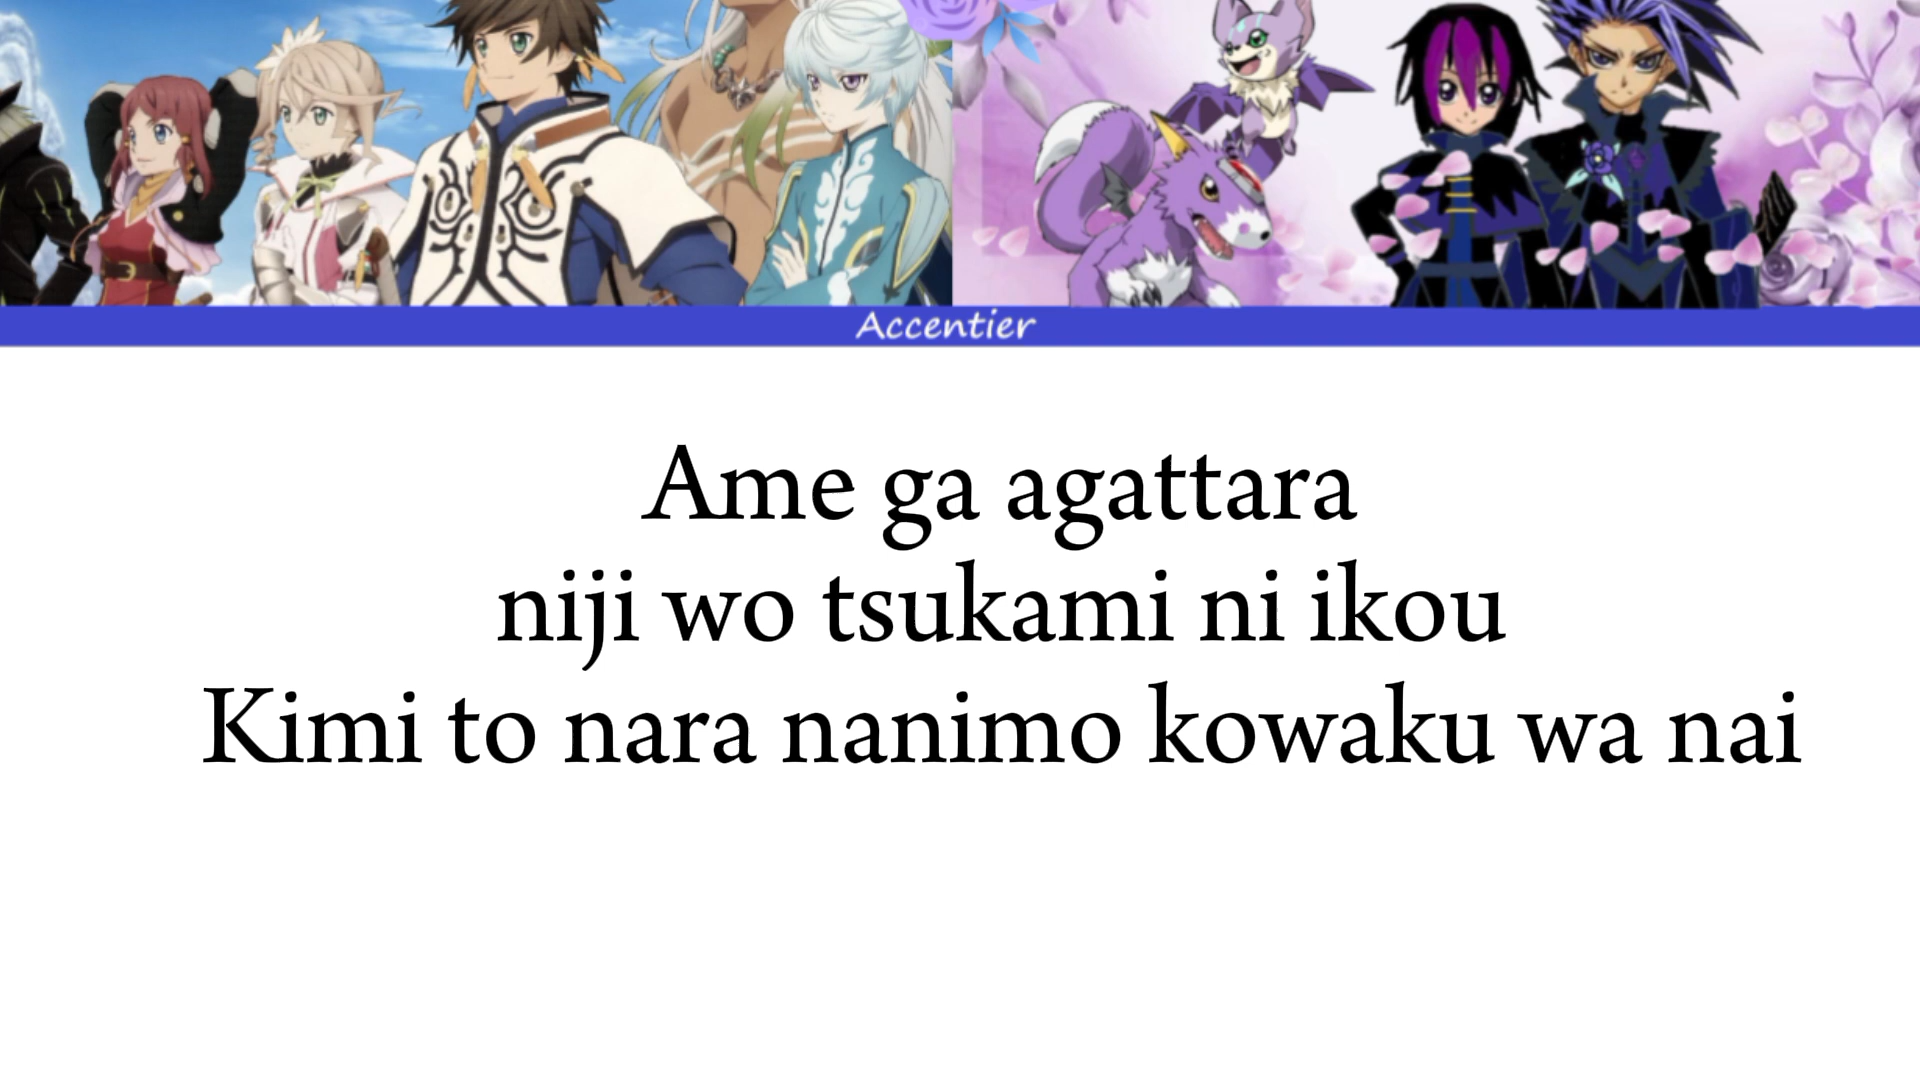 Accentier
Ame ga agattara
niji wo tsukami ni ikou
Kimi to nara nanimo kowaku wa nai